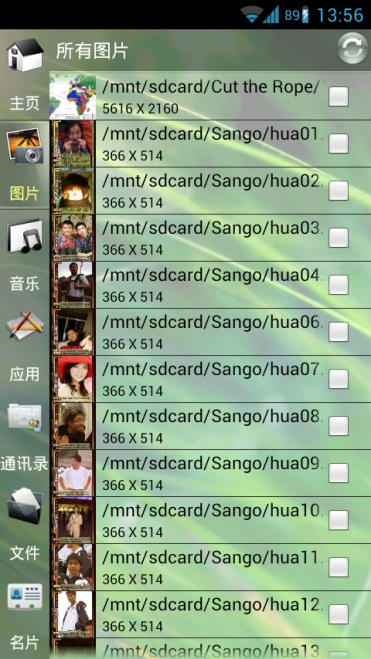 89 13:56
所有图片
主页
图片
音乐
应用
通讯录
文件
名片
/mnt/sdcard/Cut the Rope/
5616 X 2160
/mnt/sdcard/Sango/hua01.
366 X 514
/mnt/sdcard/Sango/hua02.
366 X 514
/mnt/sdcard/Sango/hua03.
366 X 514
/mnt/sdcard/Sango/hua04.
366 X 514
/mnt/sdcard/Sango/hua06.
366 X 514
/mnt/sdcard/Sango/hua07.
366 X 514
/mnt/sdcard/Sango/hua08.
366 X 514
/mnt/sdcard/Sango/hua09.
366 X 514
/mnt/sdcard/Sango/hua10.
366 X 514
/mnt/sdcard/Sango/hua11.
366 X 514
/mnt/sdcard/Sango/hua12.
366 X 514
/mnt/sdcard/Sango/hua13.